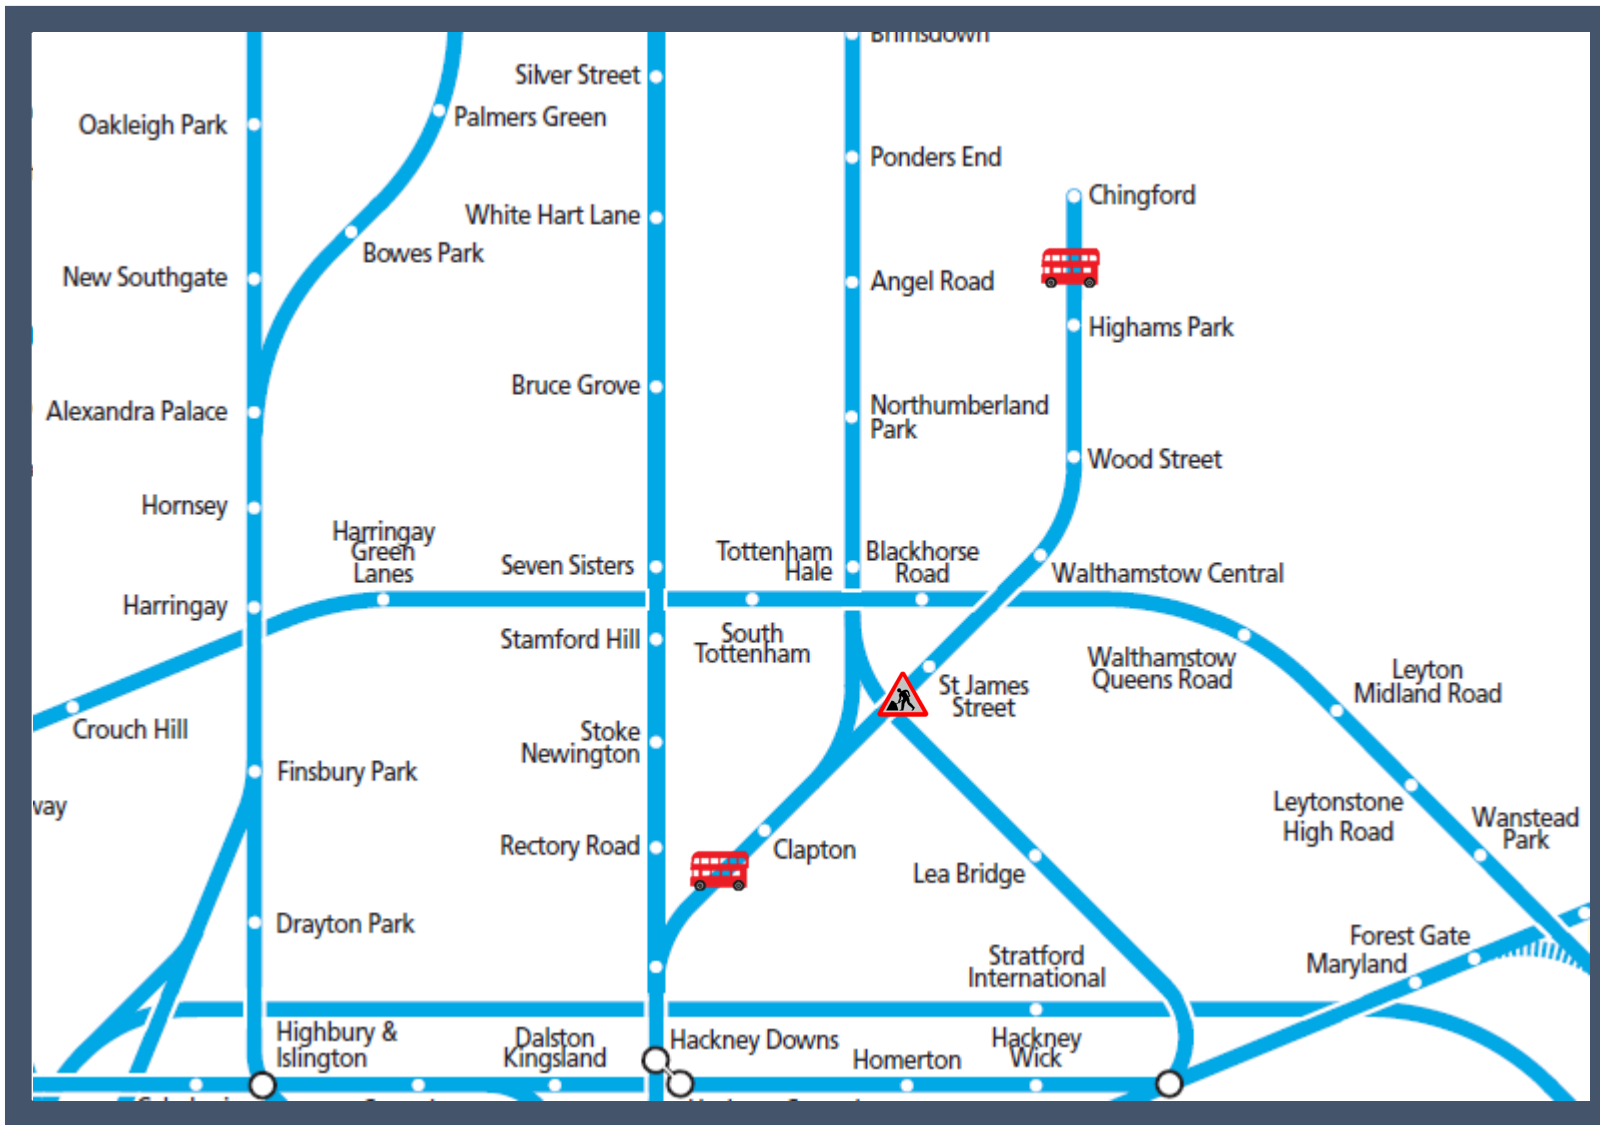 Brimsdown
Silver Street
Palmers Green
Oakleigh Park
Ponders End
Chingford
White Hart Lane
Bowes Park
New Southgate
Angel Road
Highams Park
Bruce Grove
Alexandra Palace
Northumberland
Park
Wood Street
Hornsey
Harringay
Green
Lanes
Seven Sisters
Tottenham
Hale
Blackhorse
Road
Walthamstow Central
Harringay
Stamford Hill
South
Tottenham
Walthamstow
Queens Road
Leyton
Midland Road
St James
Street
Crouch Hill
Stoke
Newington
Finsbury Park
way
Leytonstone
High Road
Wanstead
Park
Rectory Road
Clapton
Lea Bridge
Drayton Park
Forest Gate
Maryland
Stratford
International
Highbury &
Islington
Dalston
Kingsland
Hackney Downs
Homerton
Hackney
Wick